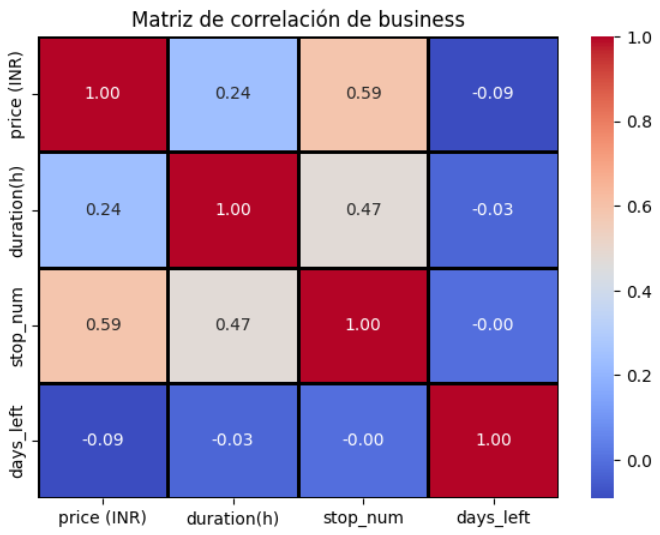 Matriz de correlación de business
price (INR) 1.00 0.24 0.59 -0.09
duration(h) 0.24 1.00 0.47 -0.03
stop_num 0.59 0.47 1.00 -0.00
days_left -0.09 -0.03 -0.00 1.00
price (INR) duration(h) stop_num days_left
1.0
0.8
0.6
0.4
0.2
0.0